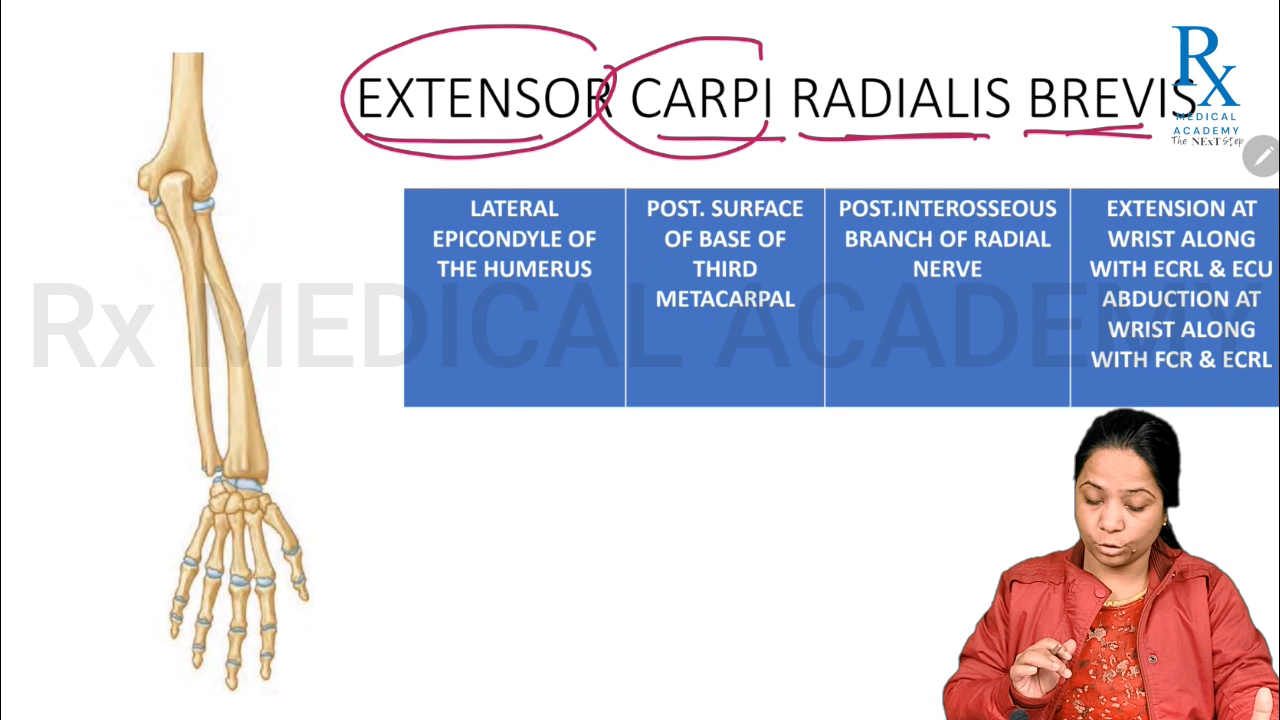 EXTENSOR CARPI RADIALIS BREVIS
Rx
MEDICAL
ACADEMY
The NExT Step
LATERAL
EPICONDYLE OF
THE HUMERUS
POST. SURFACE
OF BASE OF
THIRD
METACARPAL
POST.INTEROSSEOUS
BRANCH OF RADIAL
NERVE
EXTENSION AT
WRIST ALONG
WITH ECRL & ECU
ABDUCTION AT
WRIST ALONG
WITH FCR & ECRL
Rx MEDICAL ACADEMY